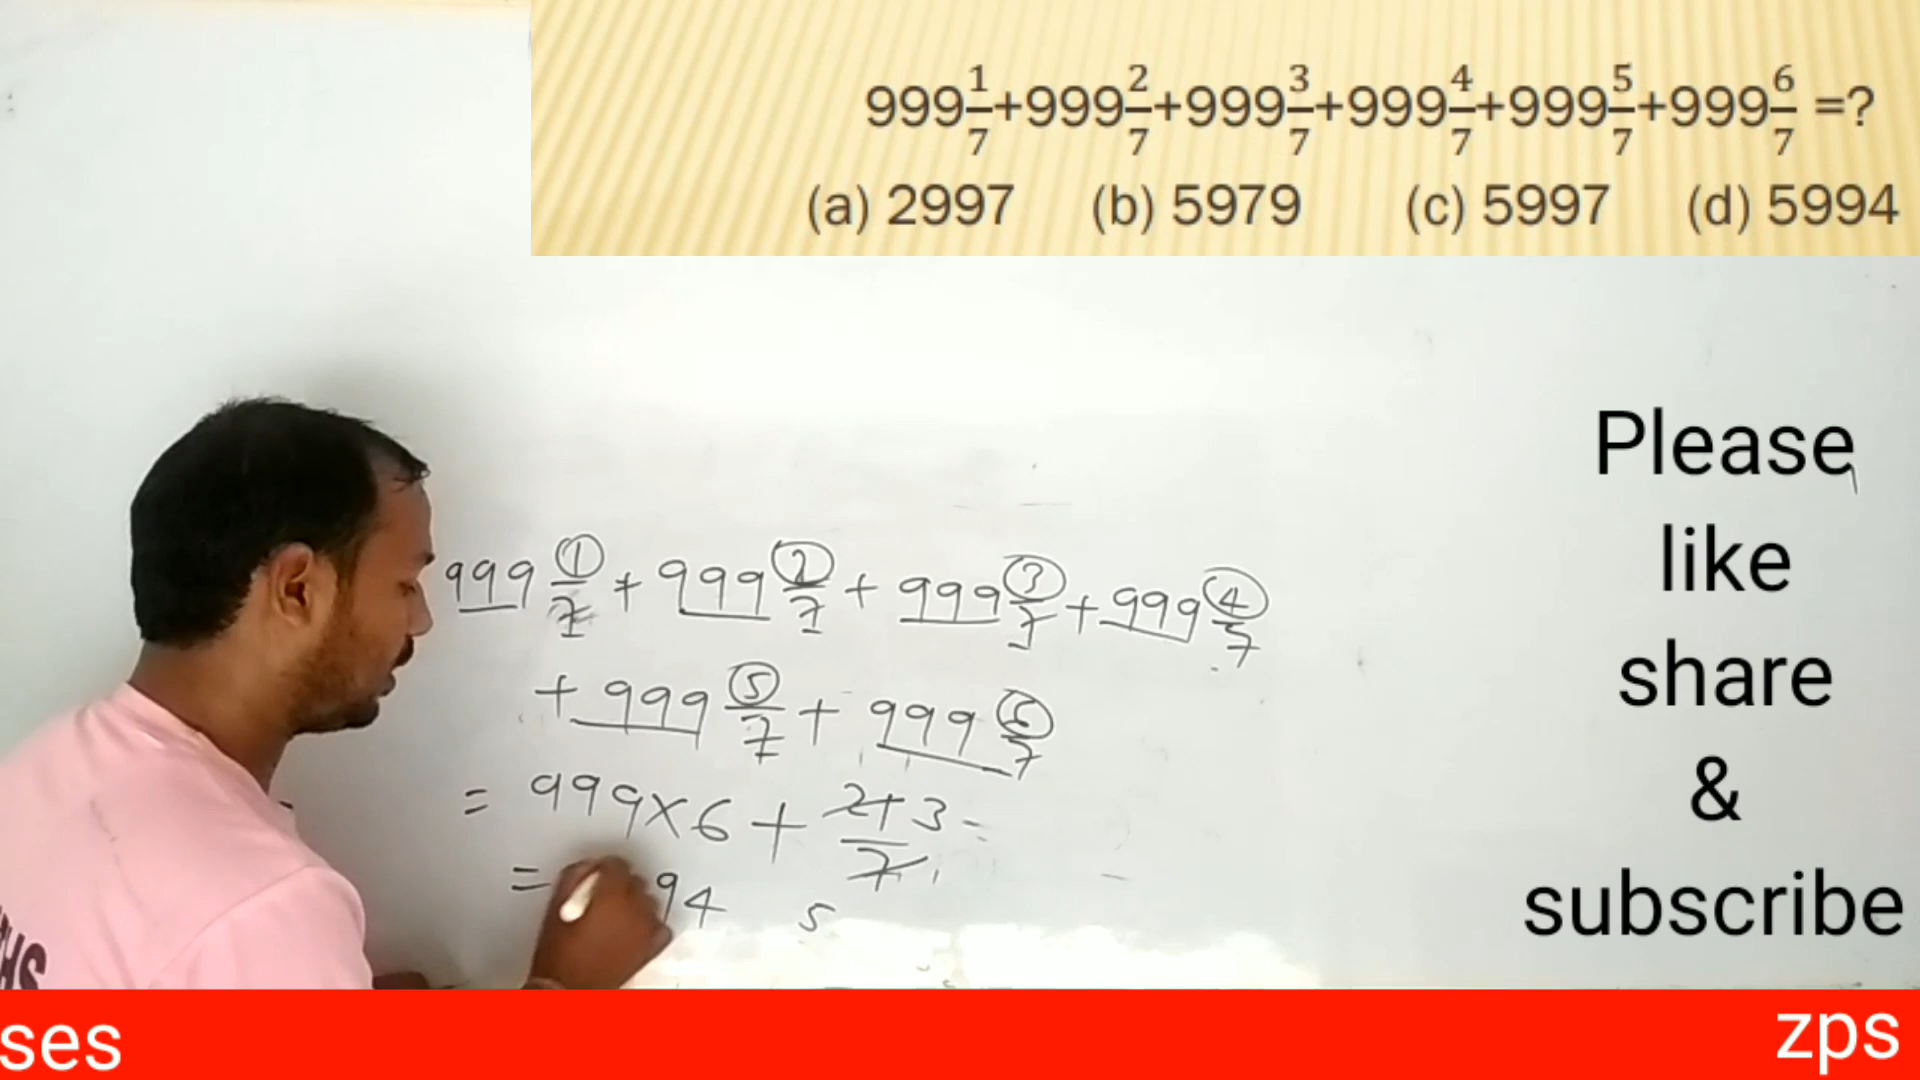 999 1/7 + 999 2/7 + 999 3/7 + 999 4/7 + 999 5/7 + 999 6/7 = ?
(a) 2997 (b) 5979 (c) 5997 (d) 5994
999 1/7 + 999 2/7 + 999 3/7 + 999 4/7
+ 999 5/7 + 999 6/7
= 999 × 6 + 21 3 / 7 =
= 94 5
Please
like
share
&
subscribe
HS
ses
zps